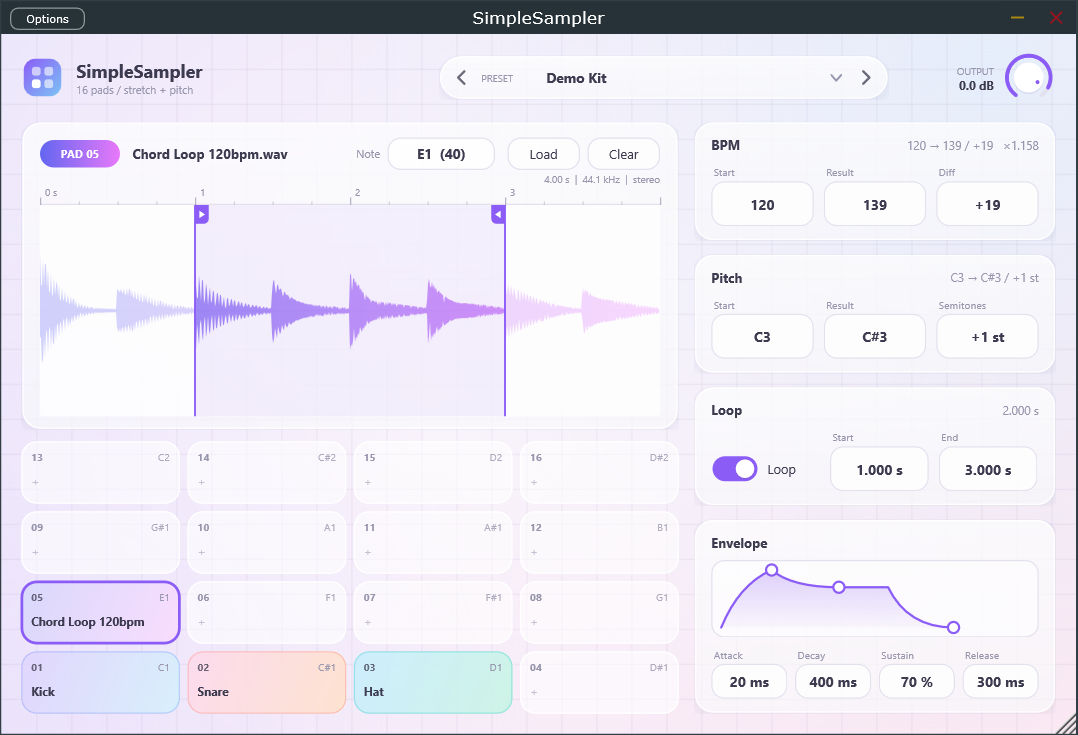 Options
SimpleSampler
SimpleSampler
16 pads / stretch + pitch
PRESET
Demo Kit
OUTPUT
0.0 dB
PAD 05
Chord Loop 120bpm.wav
Note
E1 (40)
Load
Clear
4.00 s | 44.1 kHz | stereo
0 s
1
2
3
BPM
120 → 139 / +19 ×1.158
Start
Result
Diff
120
139
+19
Pitch
C3 → C#3 / +1 st
Start
Result
Semitones
C3
C#3
+1 st
Loop
2.000 s
Start
End
Loop
1.000 s
3.000 s
Envelope
Attack
Decay
Sustain
Release
20 ms
400 ms
70 %
300 ms
13
C2
+
14
C#2
+
15
D2
+
16
D#2
+
09
G#1
+
10
A1
+
11
A#1
+
12
B1
+
05
E1
Chord Loop 120bpm
06
F1
+
07
F#1
+
08
G1
+
01
C1
Kick
02
C#1
Snare
03
D1
Hat
04
D#1
+